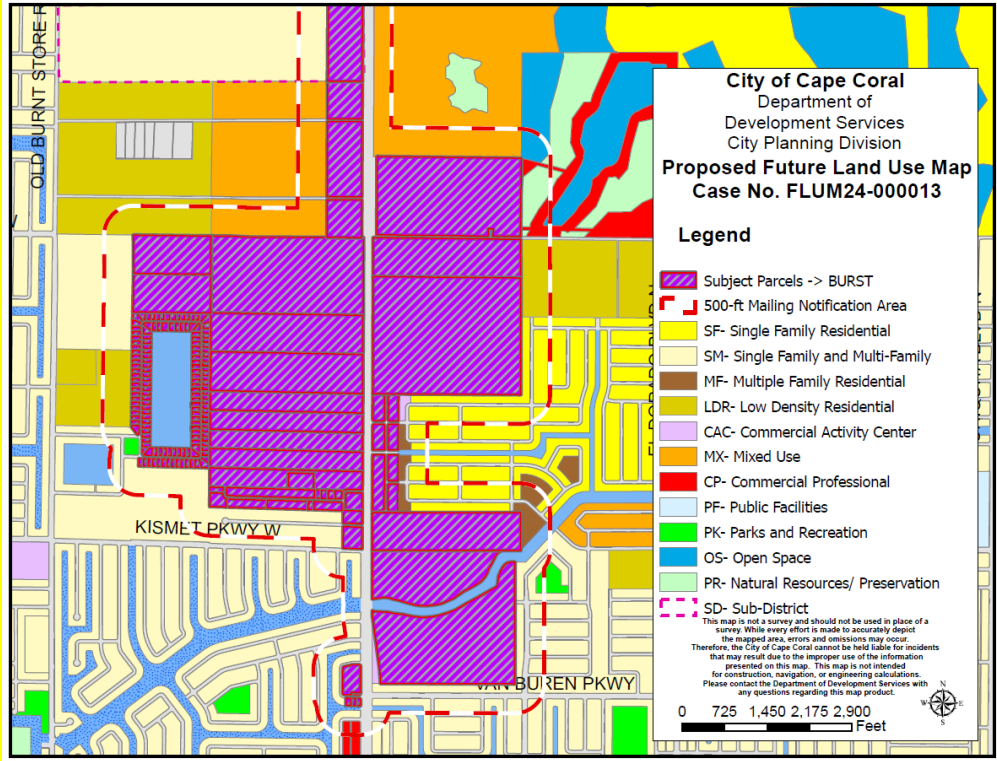 OLD BURNT STORE R
City of Cape Coral
Department of
Development Services
City Planning Division
Proposed Future Land Use Map
Case No. FLUM24-000013
Legend
Subject Parcels -> BURST
500-ft Mailing Notification Area
SF- Single Family Residential
SM- Single Family and Multi-Family
MF- Multiple Family Residential
LDR- Low Density Residential
CAC- Commercial Activity Center
MX- Mixed Use
CP- Commercial Professional
PF- Public Facilities
PK- Parks and Recreation
OS- Open Space
PR- Natural Resources/ Preservation
SD- Sub-District
This map is not a survey and should not be used in place of a
survey. While every effort is made to accurately depict
the mapped area, errors and omissions may occur.
Therefore, the City of Cape Coral cannot be held liable for incidents
that may result due to the improper use of the information
presented on this map. This map is not intended
for construction, navigation, or engineering calculations.
Please contact the Department of Development Services with
any questions regarding this map product.
N
W
E
S
0 725 1,450 2,175 2,900
Feet
KISMET PKWY W
VAN BUREN PKWY